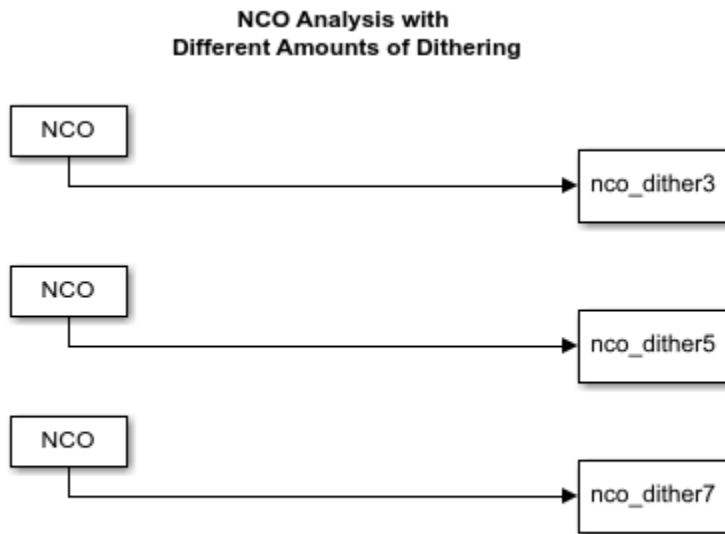 NCO Analysis with
Different Amounts of Dithering
NCO
nco_dither3
NCO
nco_dither5
NCO
nco_dither7